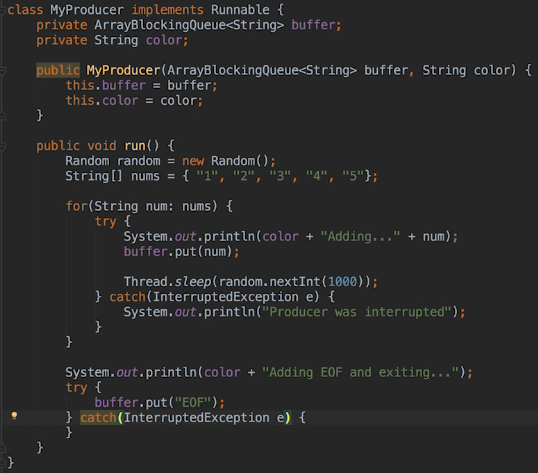 class MyProducer implements Runnable {
    private ArrayBlockingQueue<String> buffer;
    private String color;

    public MyProducer(ArrayBlockingQueue<String> buffer, String color) {
        this.buffer = buffer;
        this.color = color;
    }

    public void run() {
        Random random = new Random();
        String[] nums = { "1", "2", "3", "4", "5"};

        for(String num: nums) {
            try {
                System.out.println(color + "Adding..." + num);
                buffer.put(num);

                Thread.sleep(random.nextInt(1000));
            } catch(InterruptedException e) {
                System.out.println("Producer was interrupted");
            }
        }

        System.out.println(color + "Adding EOF and exiting...");
        try {
            buffer.put("EOF");
        } catch(InterruptedException e) {
        }
    }
}